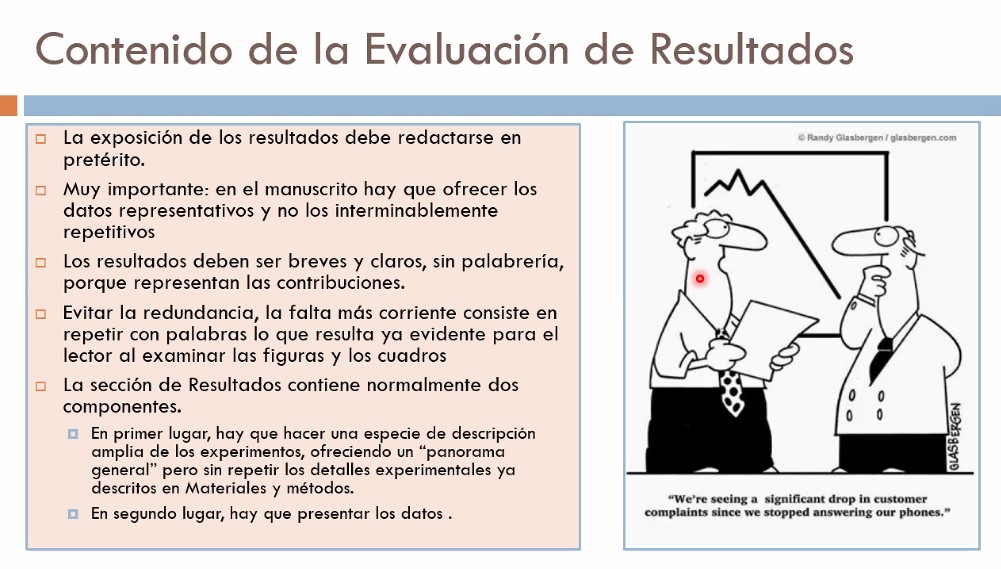 Contenido de la Evaluación de Resultados
La exposición de los resultados debe redactarse en
pretérito.
Muy importante: en el manuscrito hay que ofrecer los
datos representativos y no los interminablemente
repetitivos
Los resultados deben ser breves y claros, sin palabrería,
porque representan las contribuciones.
Evitar la redundancia, la falta más corriente consiste en
repetir con palabras lo que resulta ya evidente para el
lector al examinar las figuras y los cuadros
La sección de Resultados contiene normalmente dos
componentes.
En primer lugar, hay que hacer una especie de descripción
amplia de los experimentos, ofreciendo un “panorama
general” pero sin repetir los detalles experimentales ya
descritos en Materiales y métodos.
En segundo lugar, hay que presentar los datos .
© Randy Glasbergen / glasbergen.com
GLASBERGEN
“We’re seeing a significant drop in customer
complaints since we stopped answering our phones.”